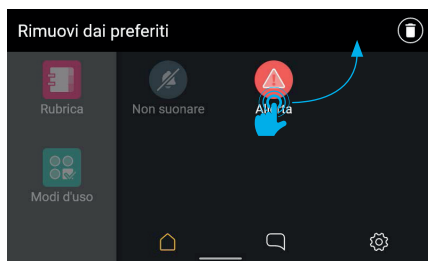 Rimuovi dai preferiti
Rubrica
Non suonare
Allerta
Modi d'uso